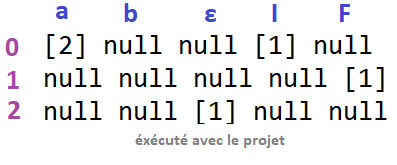 a b ε I F
0 [2] null null [1] null
1 null null null null [1]
2 null null [1] null null
éxécuté avec le projet